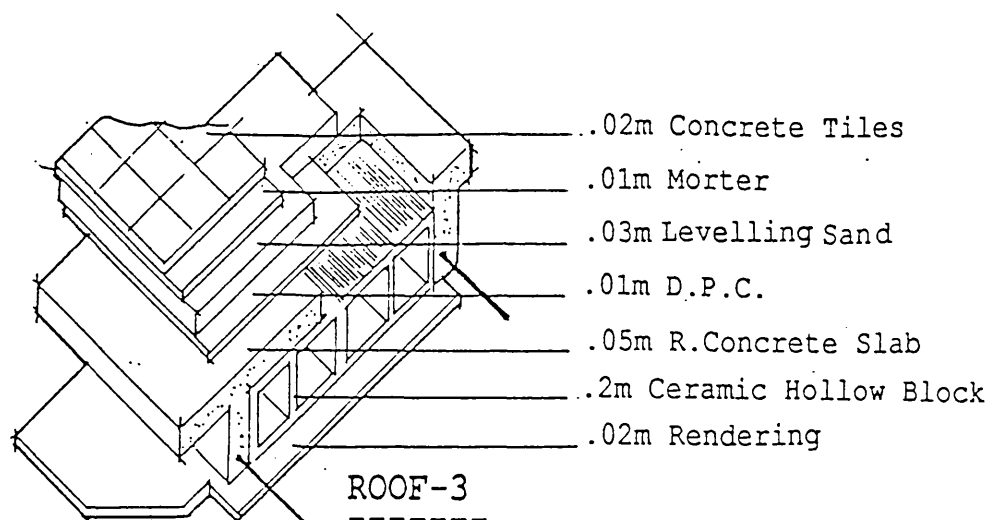 .02m Concrete Tiles
.01m Morter
.03m Levelling Sand
.01m D.P.C.
.05m R.Concrete Slab
.2m Ceramic Hollow Block
.02m Rendering
ROOF-3